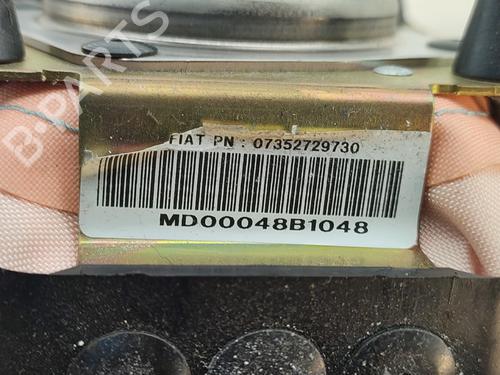 FIAT PN : 07352729730
MD00048B1048
B-PARTS